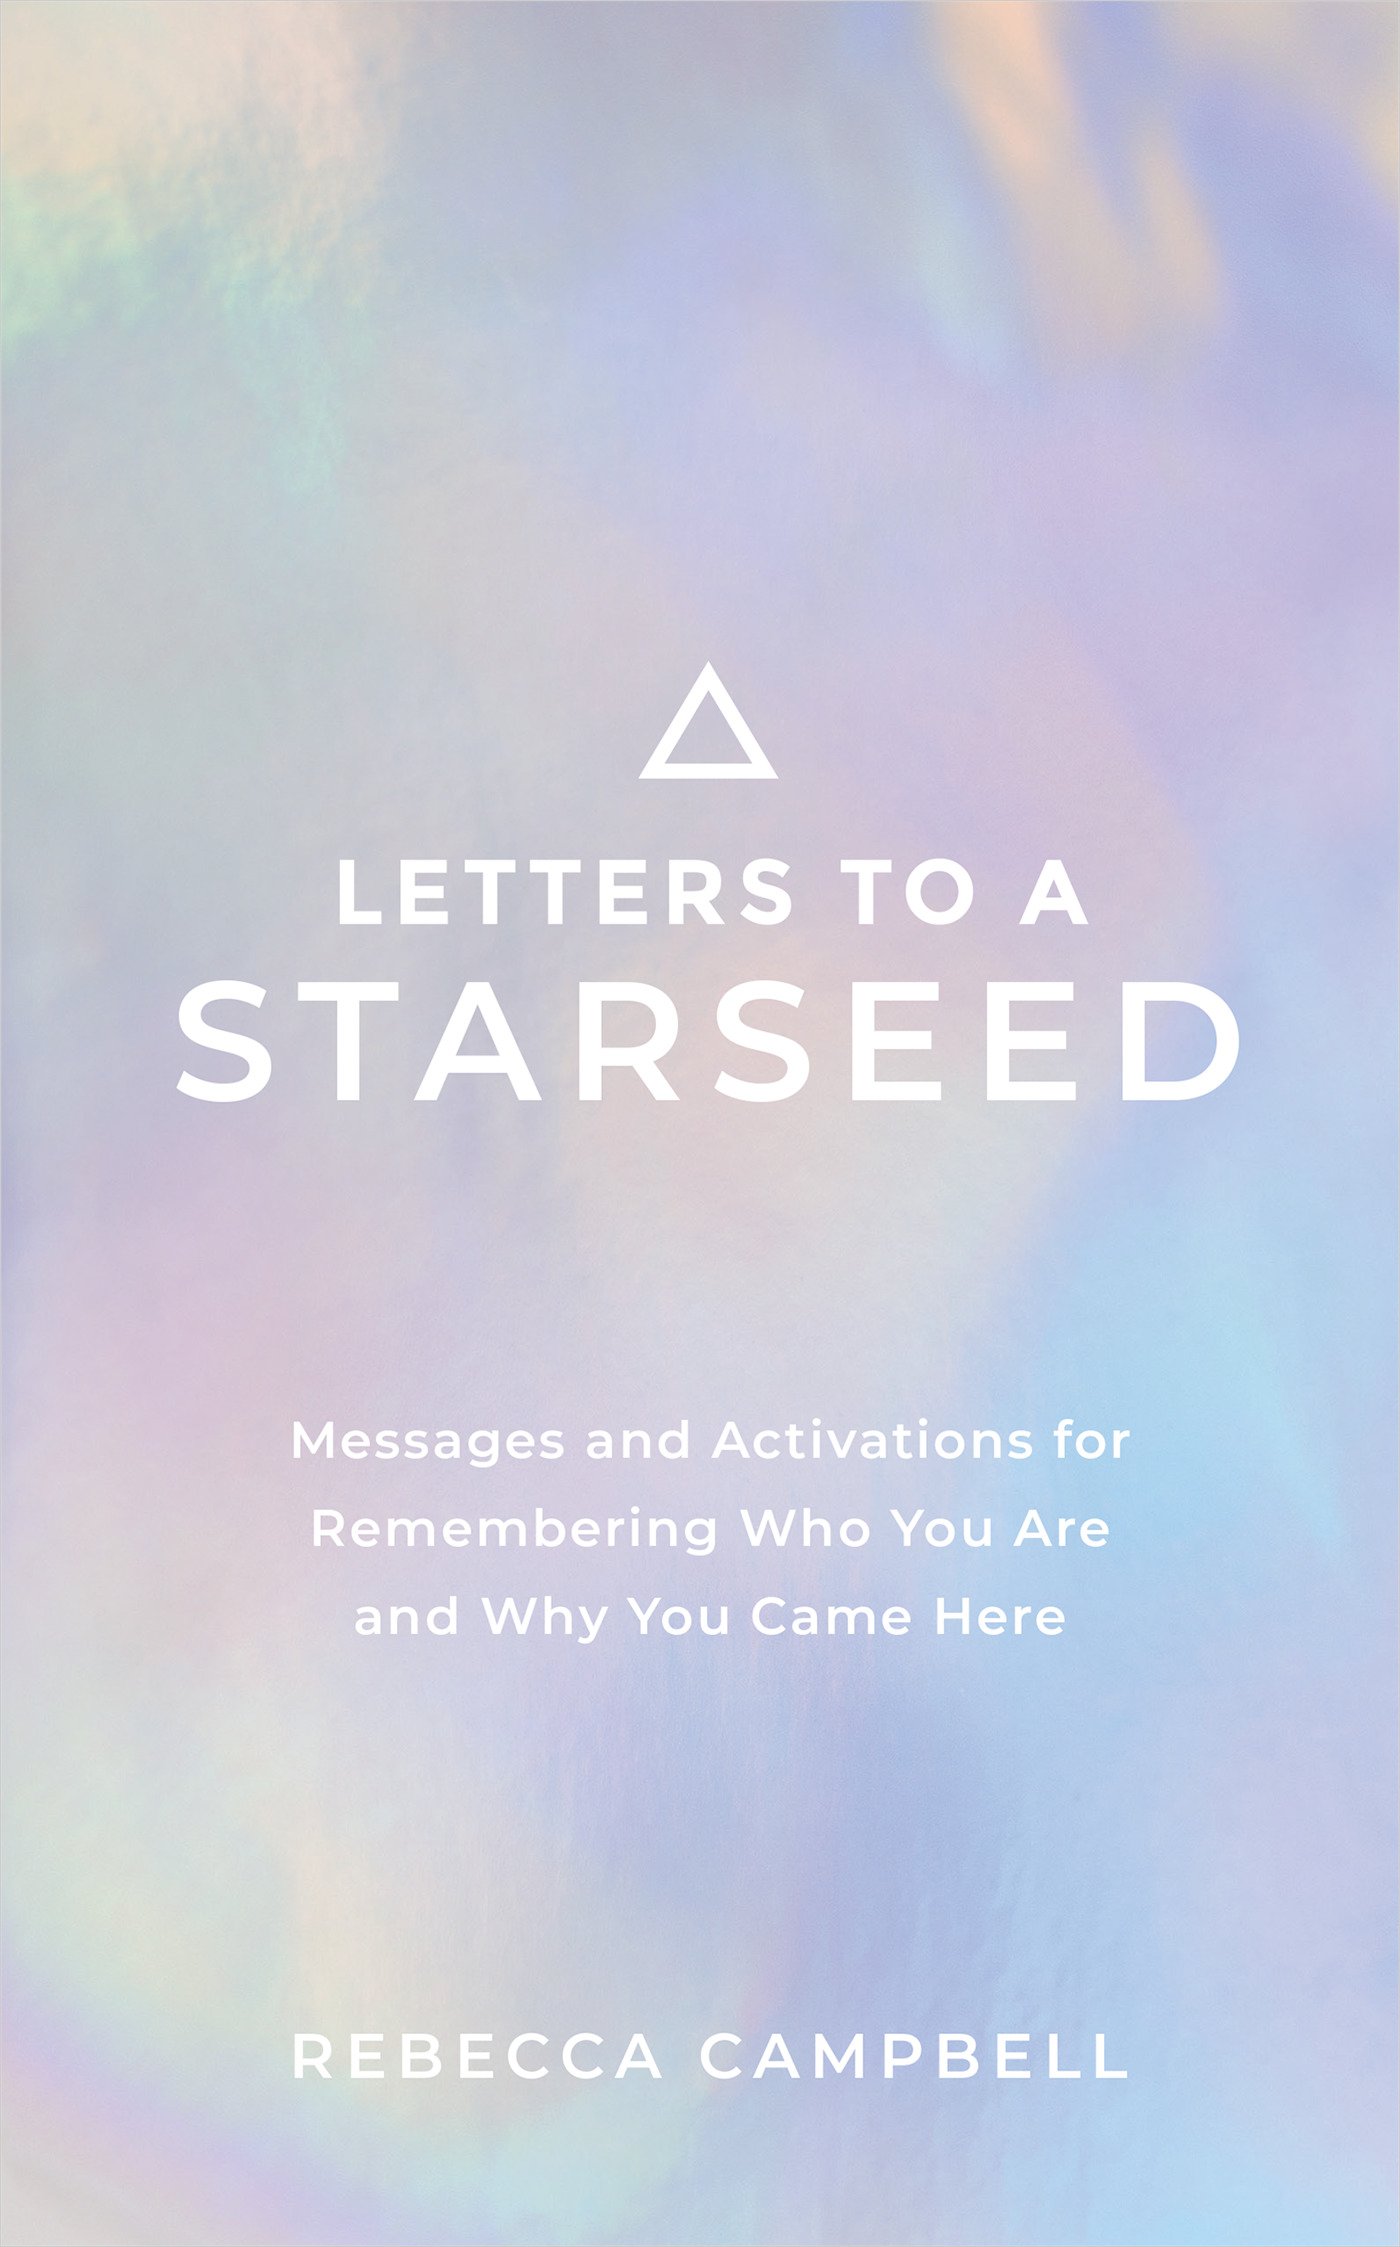 LETTERS TO A
STARSEED
Messages and Activations for
Remembering Who You Are
and Why You Came Here
REBECCA CAMPBELL